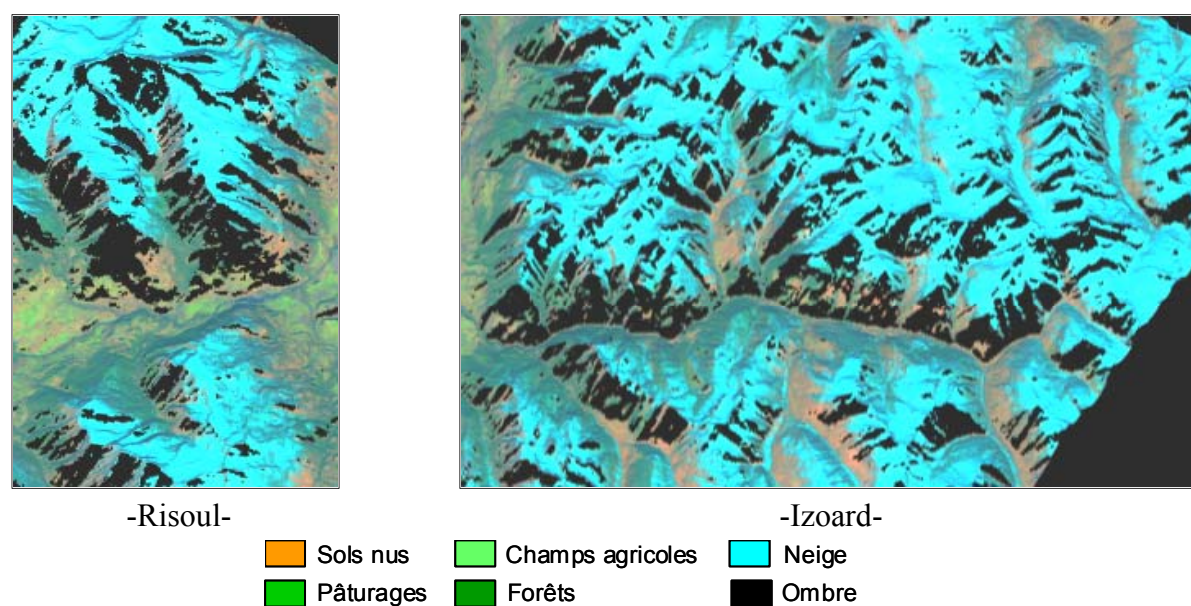 -Risoul-
-Izoard-
Sols nus
Champs agricoles
Neige
Pâturages
Forêts
Ombre